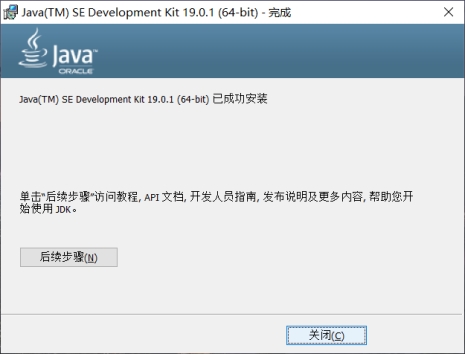 Java(TM) SE Development Kit 19.0.1 (64-bit) - 完成
Java™
ORACLE
Java(TM) SE Development Kit 19.0.1 (64-bit) 已成功安装
单击“后续步骤”访问教程, API 文档, 开发人员指南, 发布说明及更多内容, 帮助您开
始使用 JDK。
后续步骤(N)
关闭(C)